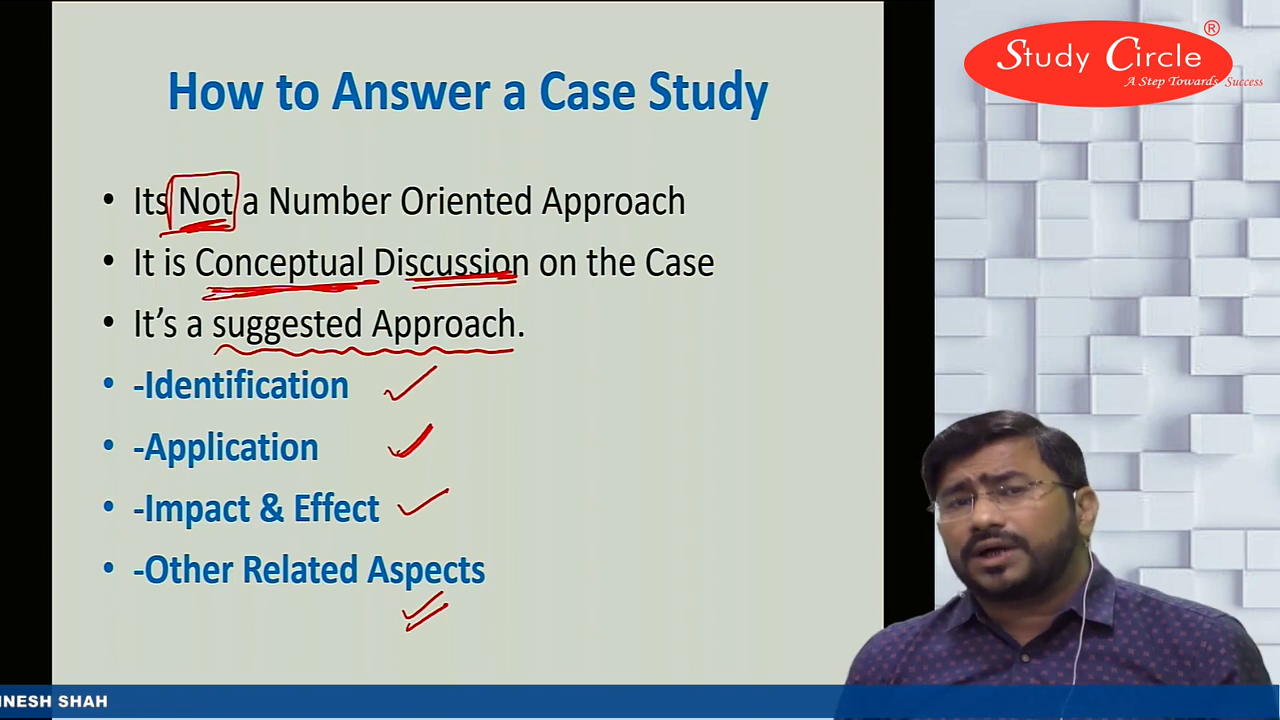 How to Answer a Case Study
• Its Not a Number Oriented Approach
• It is Conceptual Discussion on the Case
• It's a suggested Approach.
• -Identification
• -Application
• -Impact & Effect
• -Other Related Aspects
Study Circle ®
A Step Towards Success
INESH SHAH